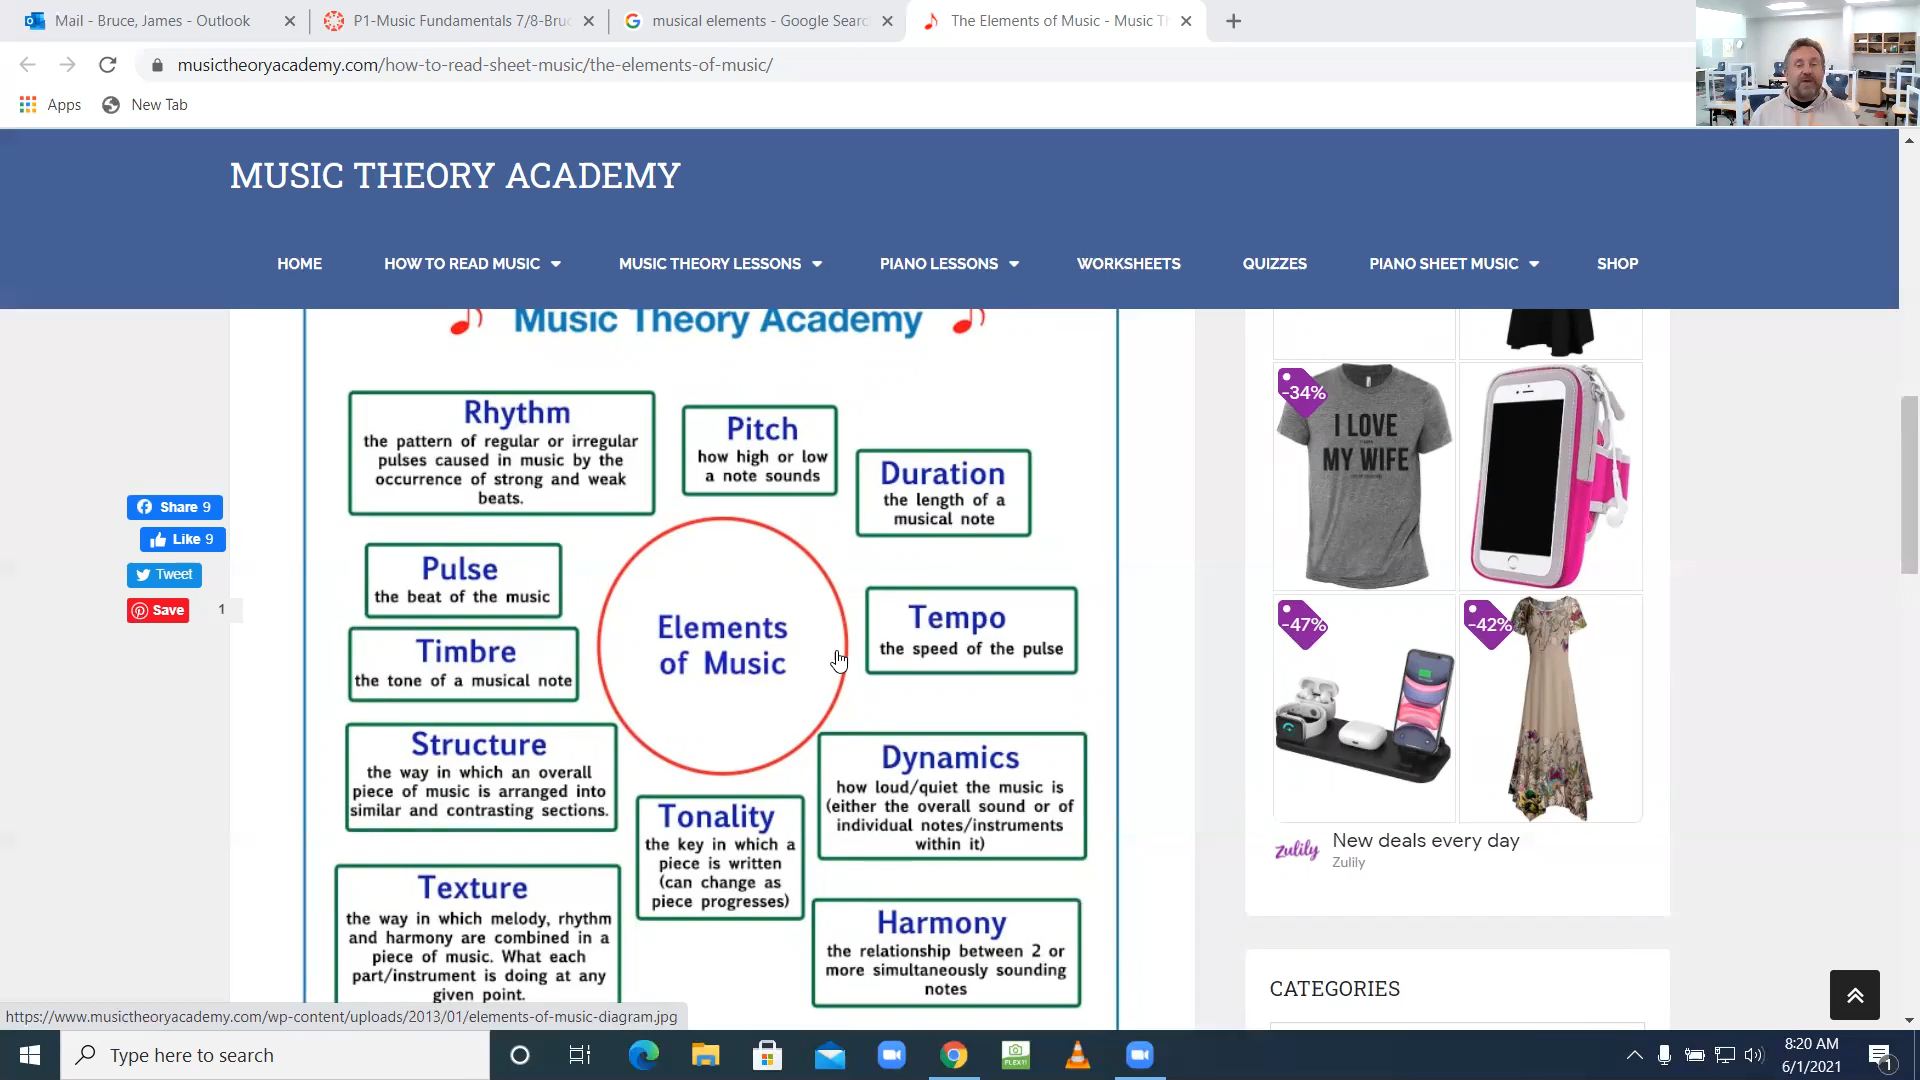 Mail - Bruce, James - Outlook
P1-Music Fundamentals 7/8-Bruc
musical elements - Google Searc
The Elements of Music - Music Th
musictheoryacademy.com/how-to-read-sheet-music/the-elements-of-music/
Apps
New Tab
MUSIC THEORY ACADEMY
HOME
HOW TO READ MUSIC
MUSIC THEORY LESSONS
PIANO LESSONS
WORKSHEETS
QUIZZES
PIANO SHEET MUSIC
SHOP
Music Theory Academy
Rhythm
the pattern of regular or irregular
pulses caused in music by the
occurrence of strong and weak
beats.
Pitch
how high or low
a note sounds
Duration
the length of a
musical note
Share 9
Like 9
Tweet
Save
1
Pulse
the beat of the music
Timbre
the tone of a musical note
Elements
of Music
Tempo
the speed of the pulse
Structure
the way in which an overall
piece of music is arranged into
similar and contrasting sections.
Tonality
the key in which a
piece is written
(can change as
piece progresses)
Dynamics
how loud/quiet the music is
(either the overall sound or of
individual notes/instruments
within it)
Texture
the way in which melody, rhythm
and harmony are combined in a
piece of music. What each
part/instrument is doing at any
given point.
Harmony
the relationship between 2 or
more simultaneously sounding
notes
-34%
I LOVE
MY WIFE
-47%
-42%
zulily
New deals every day
Zulily
CATEGORIES
https://www.musictheoryacademy.com/wp-content/uploads/2013/01/elements-of-music-diagram.jpg
Type here to search
FLEXT!
8:20 AM
6/1/2021
1